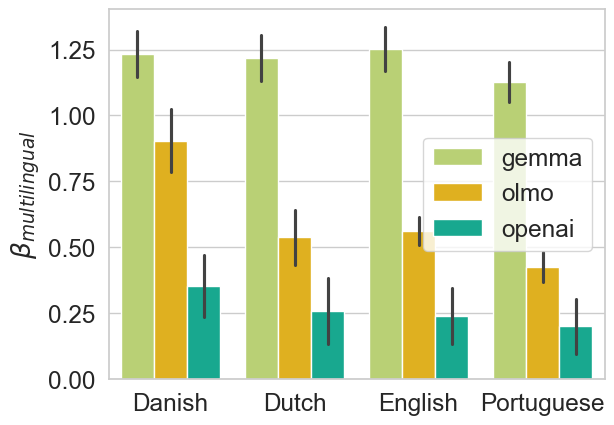 βmultilingual
1.25
1.00
0.75
0.50
0.25
0.00
gemma
olmo
openai
Danish Dutch English Portuguese